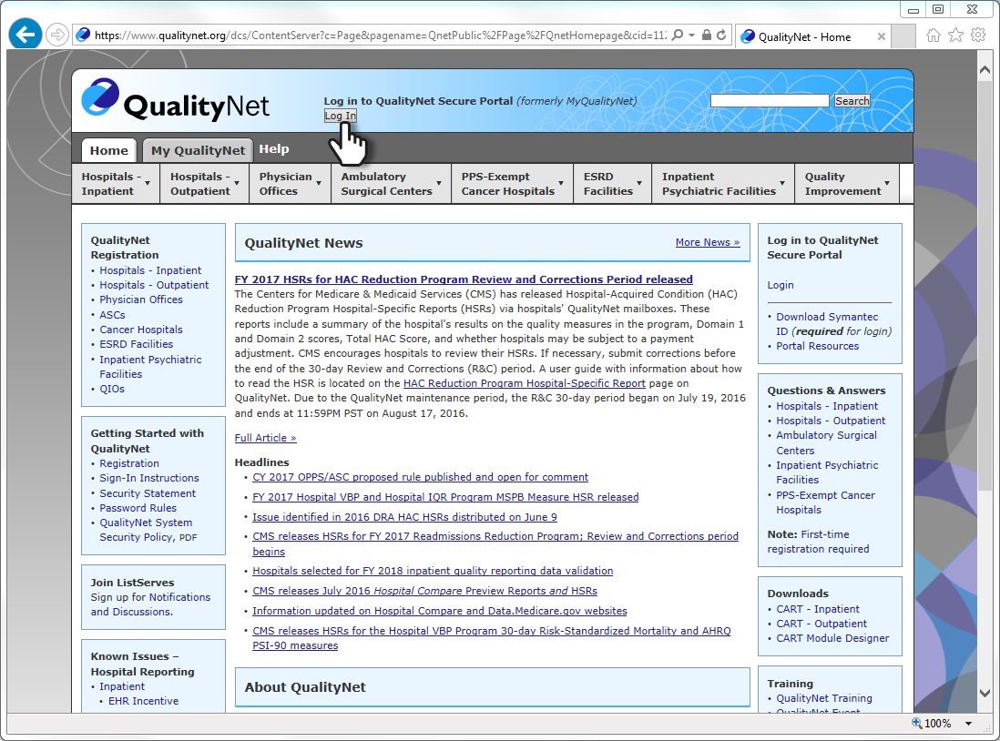 https://www.qualitynet.org/dcs/ContentServer?c=Page&pagename=QnetPublic%2FPage%2FQnetHomepage&cid=112
QualityNet - Home
QualityNet
Log in to QualityNet Secure Portal (formerly MyQualityNet)
Log In
Search
Home
My QualityNet
Help
Hospitals -
Inpatient
Hospitals -
Outpatient
Physician
Offices
Ambulatory
Surgical Centers
PPS-Exempt
Cancer Hospitals
ESRD
Facilities
Inpatient
Psychiatric Facilities
Quality
Improvement
QualityNet
Registration
• Hospitals - Inpatient
• Hospitals - Outpatient
• Physician Offices
• ASCs
• Cancer Hospitals
• ESRD Facilities
• Inpatient Psychiatric
Facilities
• QIOs
Getting Started with
QualityNet
• Registration
• Sign-In Instructions
• Security Statement
• Password Rules
• QualityNet System
Security Policy, PDF
Join ListServes
Sign up for Notifications
and Discussions.
Known Issues –
Hospital Reporting
• Inpatient
• EHR Incentive
QualityNet News
More News »
FY 2017 HSRs for HAC Reduction Program Review and Corrections Period released
The Centers for Medicare & Medicaid Services (CMS) has released Hospital-Acquired Condition (HAC)
Reduction Program Hospital-Specific Reports (HSRs) via hospitals' QualityNet mailboxes. These
reports include a summary of the hospital's results on the quality measures in the program, Domain 1
and Domain 2 scores, Total HAC Score, and whether hospitals may be subject to a payment
adjustment. CMS encourages hospitals to review their HSRs. If necessary, submit corrections before
the end of the 30-day Review and Corrections (R&C) period. A user guide with information about how
to read the HSR is located on the HAC Reduction Program Hospital-Specific Report page on
QualityNet. Due to the QualityNet maintenance period, the R&C 30-day period began on July 19, 2016
and ends at 11:59PM PST on August 17, 2016.
Full Article »
Headlines
• CY 2017 OPPS/ASC proposed rule published and open for comment
• FY 2017 Hospital VBP and Hospital IQR Program MSPB Measure HSR released
• Issue identified in 2016 DRA HAC HSRs distributed on June 9
• CMS releases HSRs for FY 2017 Readmissions Reduction Program; Review and Corrections period
begins
• Hospitals selected for FY 2018 inpatient quality reporting data validation
• CMS releases July 2016 Hospital Compare Preview Reports and HSRs
• Information updated on Hospital Compare and Data.Medicare.gov websites
• CMS releases HSRs for the Hospital VBP Program 30-day Risk-Standardized Mortality and AHRQ
PSI-90 measures
About QualityNet
Log in to QualityNet
Secure Portal
Login
• Download Symantec
ID (required for login)
• Portal Resources
Questions & Answers
• Hospitals - Inpatient
• Hospitals - Outpatient
• Ambulatory Surgical
Centers
• Inpatient Psychiatric
Facilities
• PPS-Exempt Cancer
Hospitals
Note: First-time
registration required
Downloads
• CART - Inpatient
• CART - Outpatient
• CART Module Designer
Training
• QualityNet Training
• QualityNet Event
100%